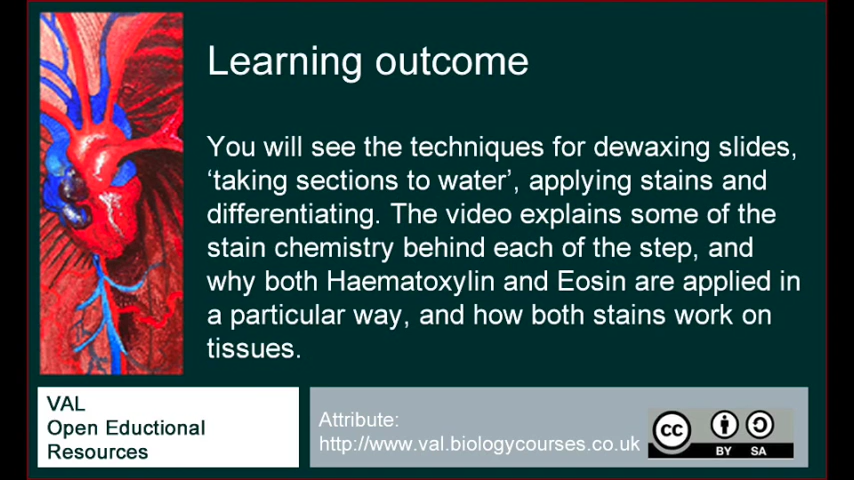 Learning outcome
You will see the techniques for dewaxing slides,
‘taking sections to water’, applying stains and
differentiating. The video explains some of the
stain chemistry behind each of the step, and
why both Haematoxylin and Eosin are applied in
a particular way, and how both stains work on
tissues.
VAL
Open Eductional
Resources
Attribute:
http://www.val.biologycourses.co.uk
cc
BY SA